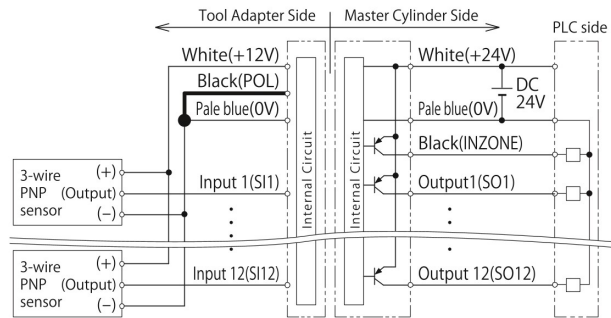 Tool Adapter Side
Master Cylinder Side
PLC side
White(+12V)
White(+24V)
Black(POL)
DC
24V
Pale blue(0V)
Pale blue(0V)
Black(INZONE)
3-wire
PNP
sensor
(+)
(Output)
(−)
Input 1(SI1)
Internal Circuit
Internal Circuit
Output1(SO1)
3-wire
PNP
sensor
(+)
(Output)
(−)
Input 12(SI12)
Output 12(SO12)